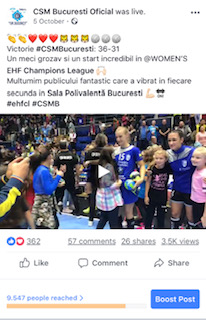 CSM Bucuresti Official was live.
5 October ·
Victorie #CSMBucuresti: 36-31
Un meci grozav si un start incredibil in @WOMEN'S
EHF Champions League
Multumim publicului fantastic care a vibrat in fiecare
secunda in Sala Polivalentă Bucuresti
#ehfcl #CSMB
362 57 comments 26 shares 3,5K views
Like Comment Share
9.547 people reached >
Boost Post